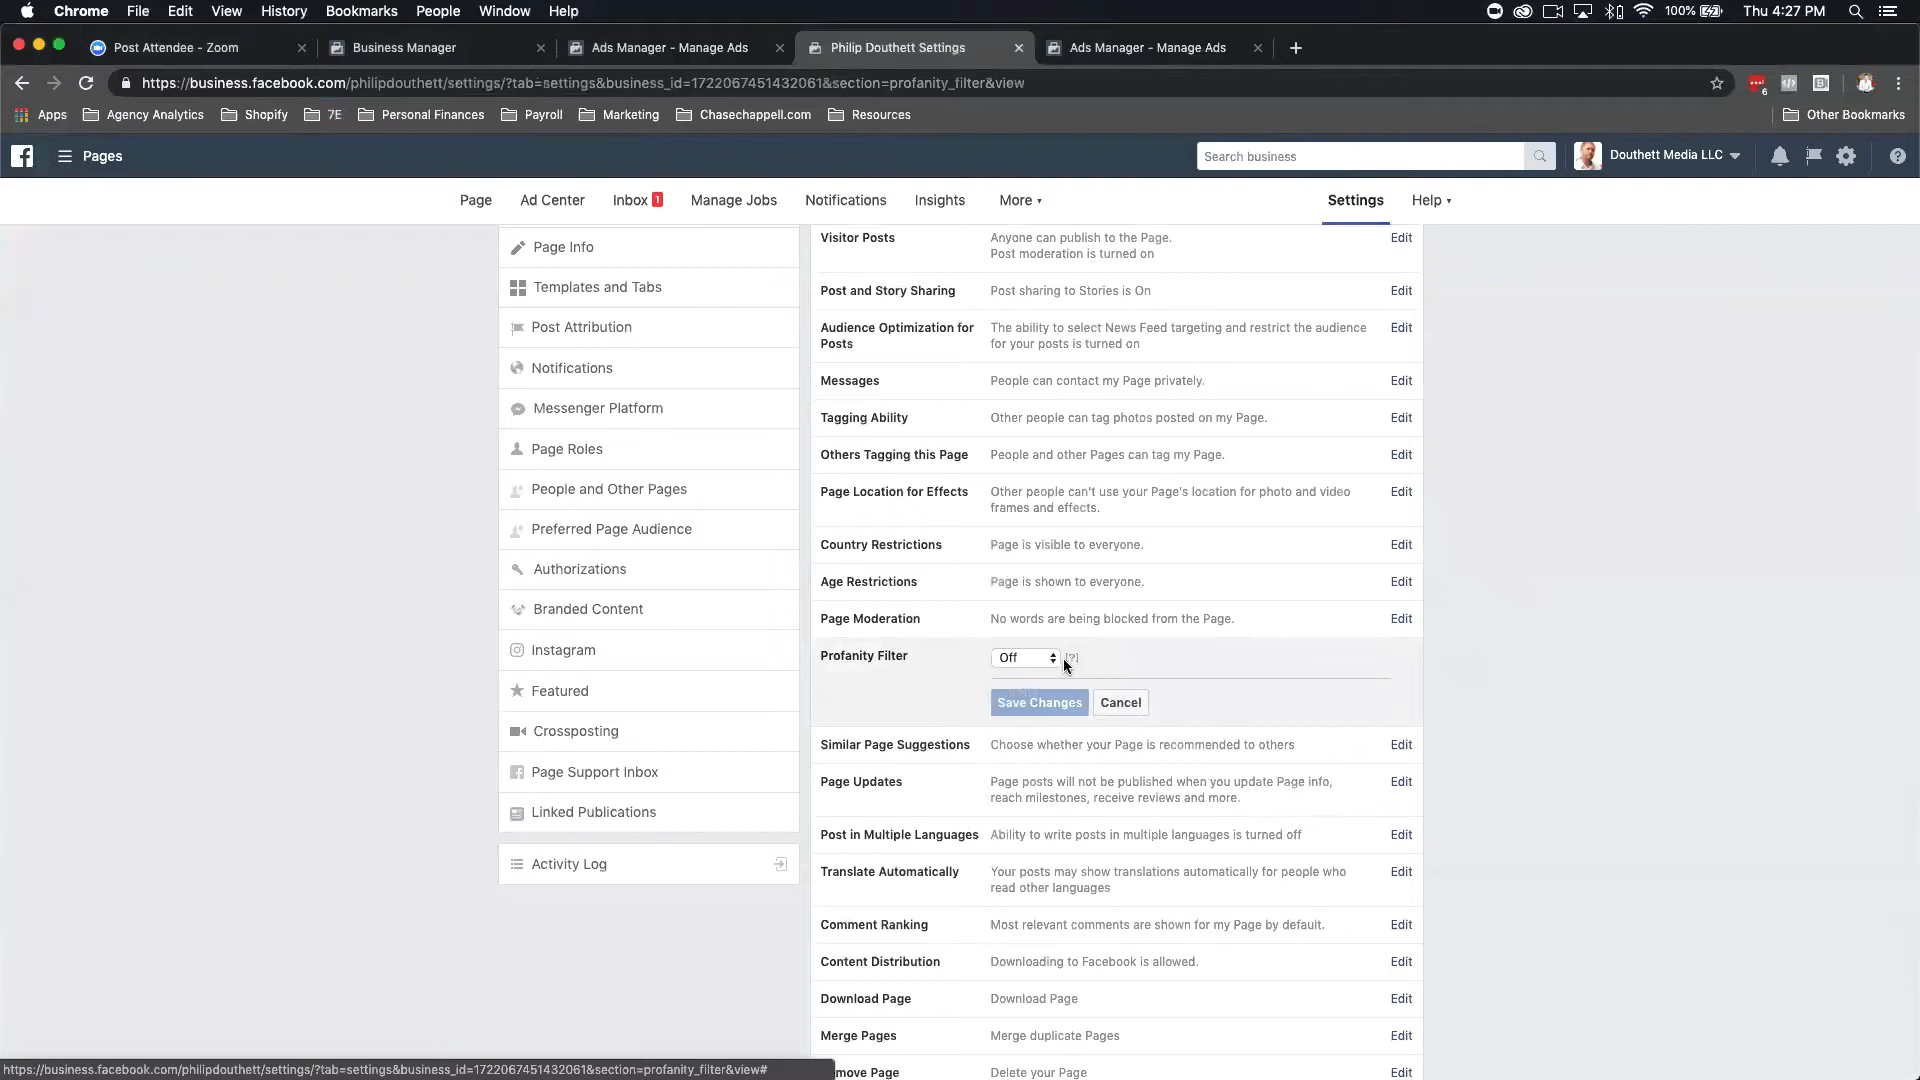 Chrome File Edit View History Bookmarks People Window Help 100% Thu 4:27 PM
Post Attendee - Zoom Business Manager Ads Manager - Manage Ads Philip Douthett Settings Ads Manager - Manage Ads
https://business.facebook.com/philipdouthett/settings/?tab=settings&business_id=1722067451432061&section=profanity_filter&view 6
Apps Agency Analytics Shopify 7E Personal Finances Payroll Marketing Chasechappell.com Resources Other Bookmarks
Pages Search business Douthett Media LLC
Page Ad Center Inbox 1 Manage Jobs Notifications Insights More Settings Help
Page Info
Templates and Tabs
Post Attribution
Notifications
Messenger Platform
Page Roles
People and Other Pages
Preferred Page Audience
Authorizations
Branded Content
Instagram
Featured
Crossposting
Page Support Inbox
Linked Publications
Activity Log
Visitor Posts Anyone can publish to the Page. Edit
Post moderation is turned on
Post and Story Sharing Post sharing to Stories is On Edit
Audience Optimization for The ability to select News Feed targeting and restrict the audience Edit
Posts for your posts is turned on
Messages People can contact my Page privately. Edit
Tagging Ability Other people can tag photos posted on my Page. Edit
Others Tagging this Page People and other Pages can tag my Page. Edit
Page Location for Effects Other people can't use your Page's location for photo and video Edit
frames and effects.
Country Restrictions Page is visible to everyone. Edit
Age Restrictions Page is shown to everyone. Edit
Page Moderation No words are being blocked from the Page. Edit
Profanity Filter Off [?]
Save Changes Cancel
Similar Page Suggestions Choose whether your Page is recommended to others Edit
Page Updates Page posts will not be published when you update Page info, Edit
reach milestones, receive reviews and more.
Post in Multiple Languages Ability to write posts in multiple languages is turned off Edit
Translate Automatically Your posts may show translations automatically for people who Edit
read other languages
Comment Ranking Most relevant comments are shown for my Page by default. Edit
Content Distribution Downloading to Facebook is allowed. Edit
Download Page Download Page Edit
Merge Pages Merge duplicate Pages Edit
move Page Delete your Page Edit
https://business.facebook.com/philipdouthett/settings/?tab=settings&business_id=1722067451432061&section=profanity_filter&view#